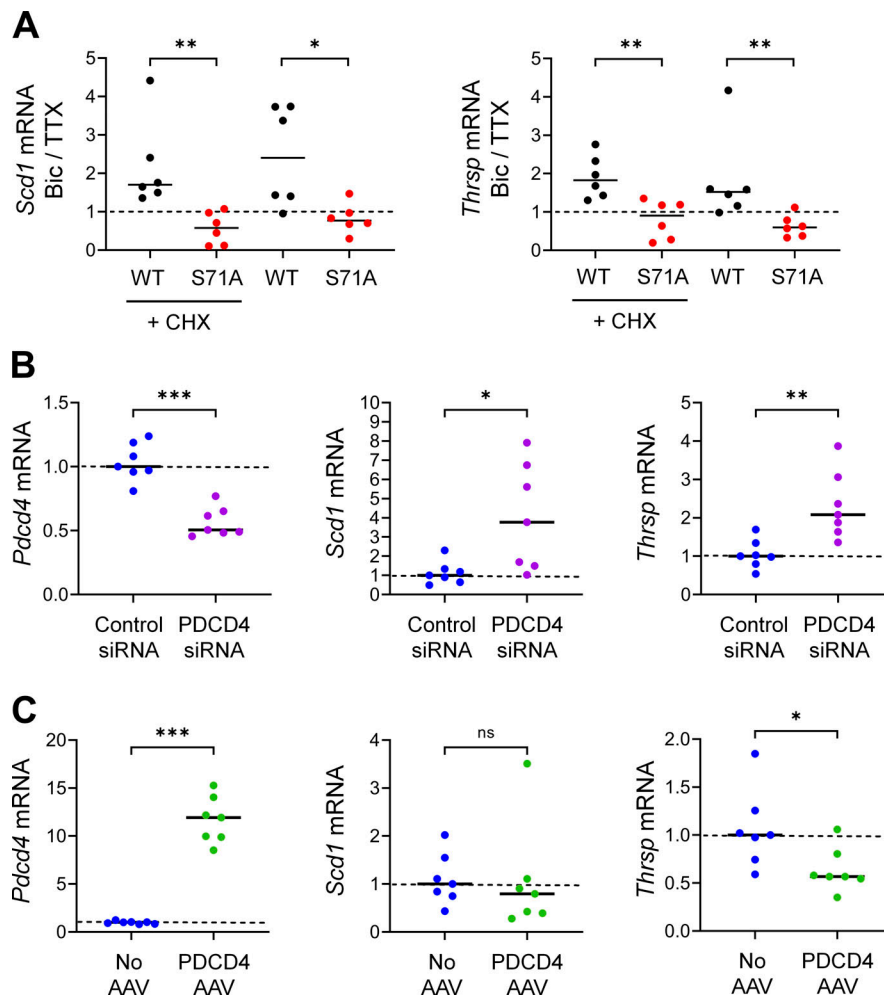 A
Scd1 mRNA
Bic / TTX
5
4
3
2
1
0
** *
WT S71A WT S71A
+ CHX
Thrsp mRNA
Bic / TTX
5
4
3
2
1
0
** **
WT S71A WT S71A
+ CHX
B
Pdcd4 mRNA
1.5
1.0
0.5
0.0
***
Control siRNA
PDCD4 siRNA
Scd1 mRNA
10
9
8
7
6
5
4
3
2
1
0
*
Control siRNA
PDCD4 siRNA
Thrsp mRNA
5
4
3
2
1
0
**
Control siRNA
PDCD4 siRNA
C
Pdcd4 mRNA
20
15
10
5
0
***
No AAV
PDCD4 AAV
Scd1 mRNA
4
3
2
1
0
ns
No AAV
PDCD4 AAV
Thrsp mRNA
2.0
1.5
1.0
0.5
0.0
*
No AAV
PDCD4 AAV